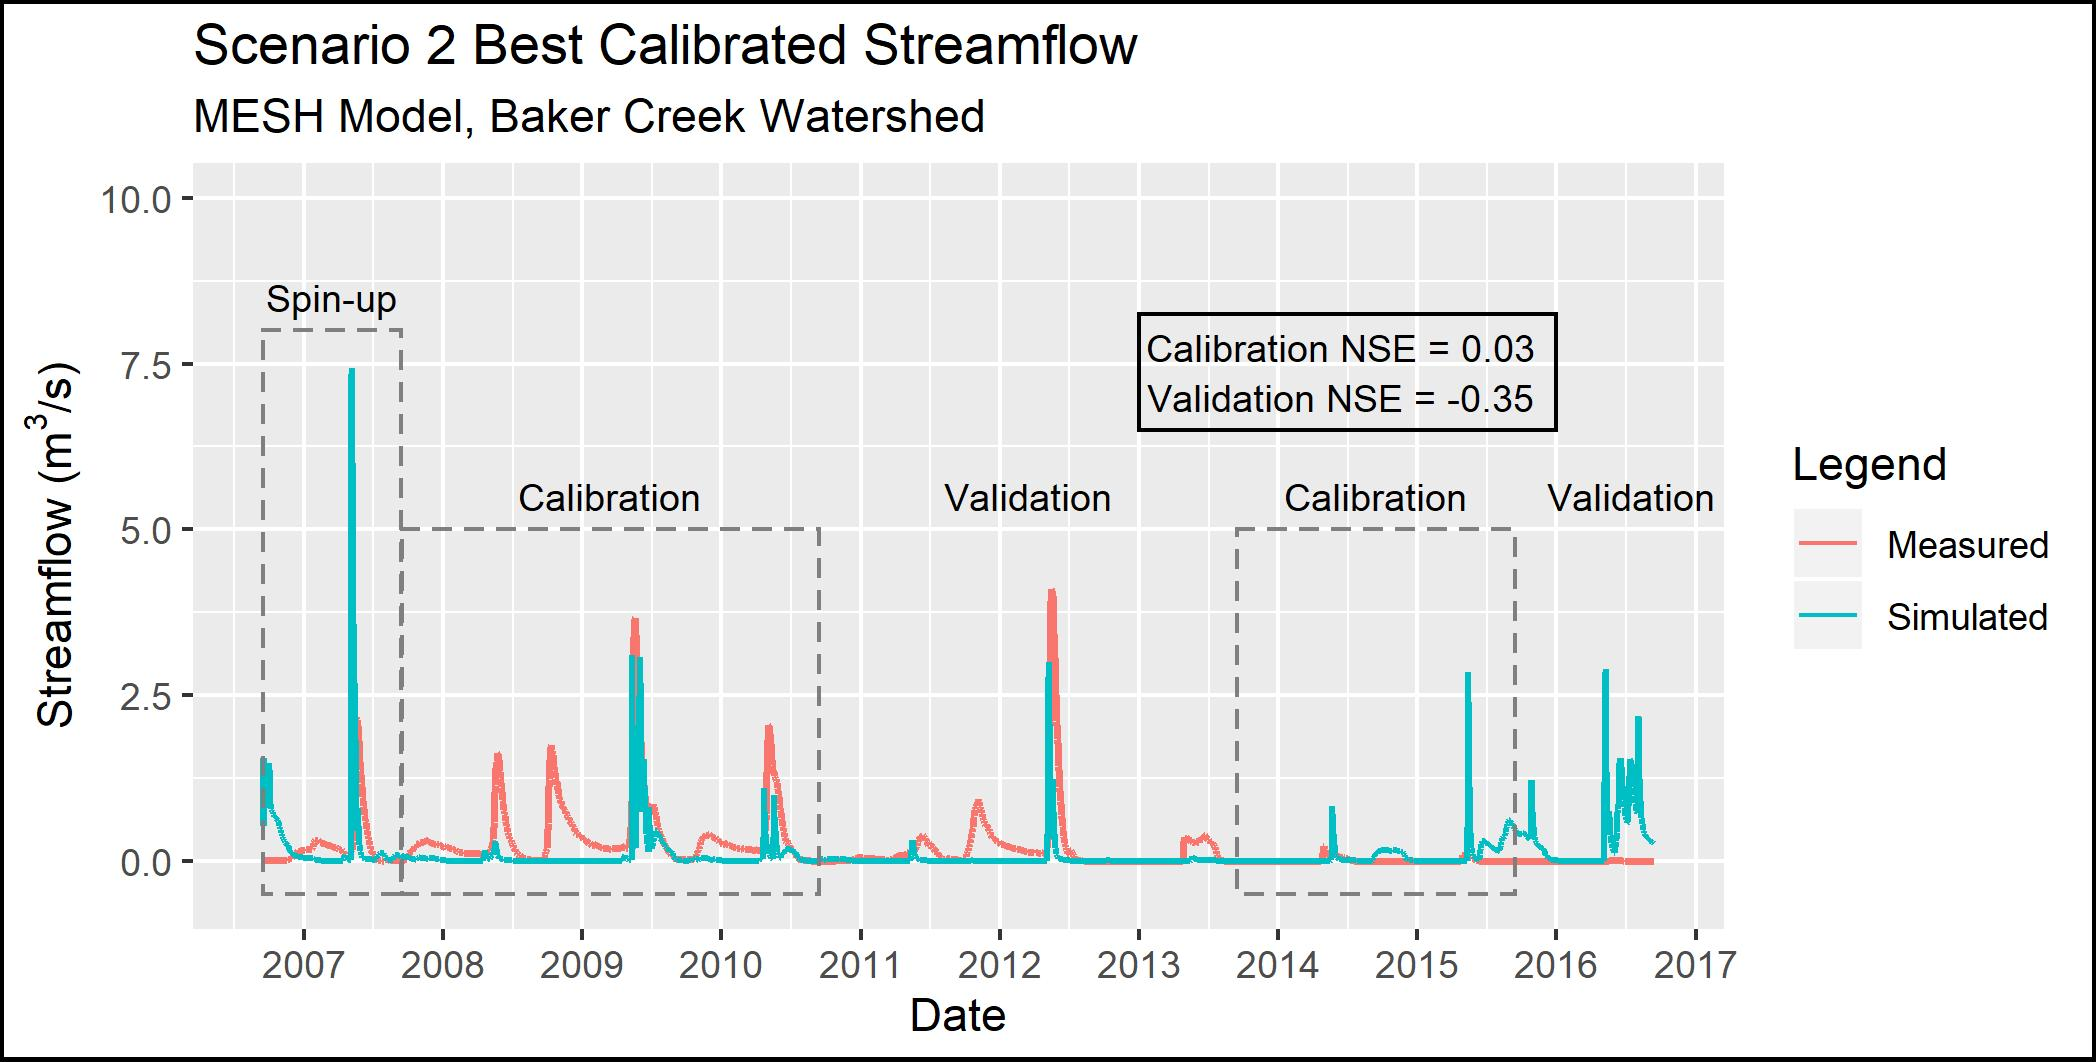 Scenario 2 Best Calibrated Streamflow
MESH Model, Baker Creek Watershed
10.0
7.5
5.0
2.5
0.0
Streamflow (m³/s)
Spin-up
Calibration NSE = 0.03
Validation NSE = -0.35
Calibration
Validation
Calibration
Validation
Legend
Measured
Simulated
2007 2008 2009 2010 2011 2012 2013 2014 2015 2016 2017
Date